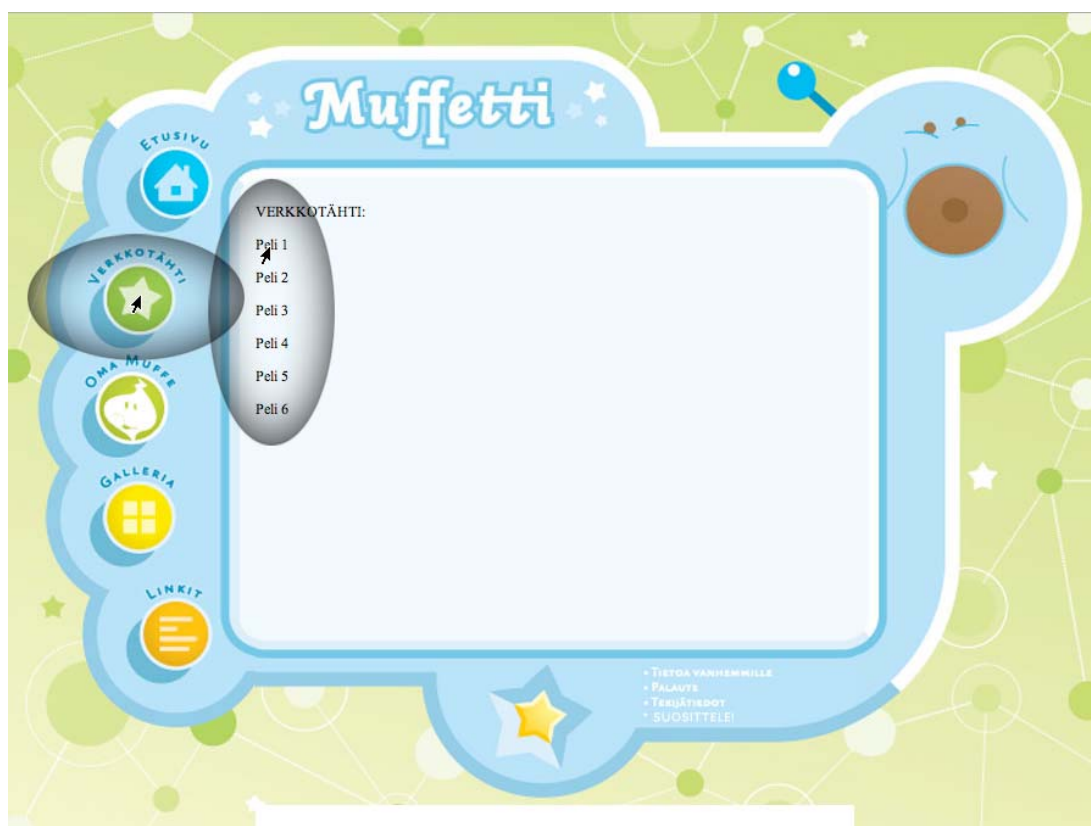 Muffetti
ETUSIVU
VERKKOTÄHTI
OMA MUFFE
GALLERIA
LINKIT
VERKKOTÄHTI:
Peli 1
Peli 2
Peli 3
Peli 4
Peli 5
Peli 6
• TIETOA VANHEMMILLE
• PALAUTE
• TEKIJÄTIEDOT
* SUOSITTELE!